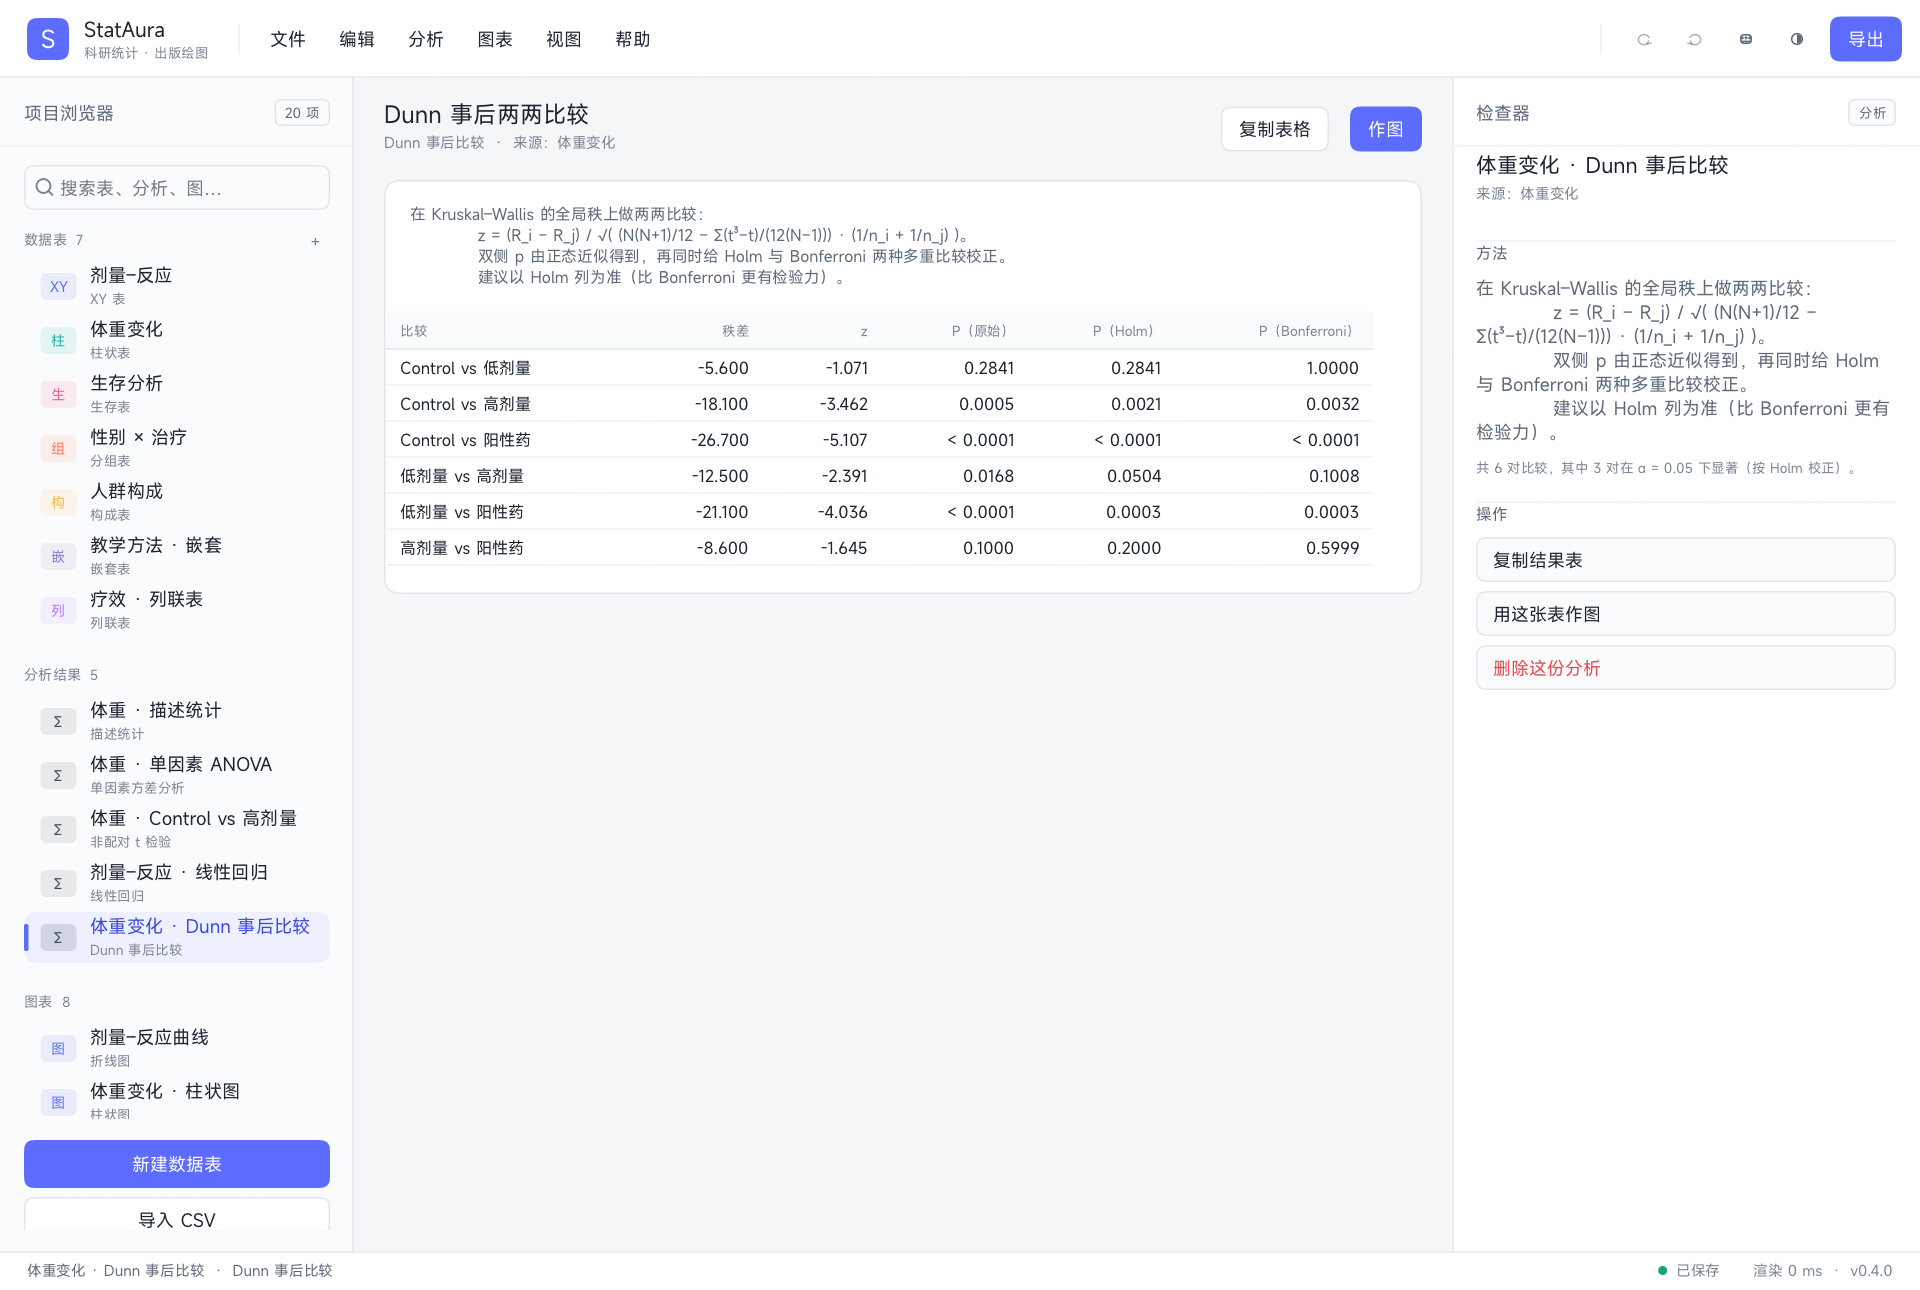 S
StatAura
科研统计 · 出版绘图
文件 编辑 分析 图表 视图 帮助
导出
项目浏览器
20 项
搜索表、分析、图…
数据表 7
+
XY
剂量–反应
XY 表
柱
体重变化
柱状表
生
生存分析
生存表
组
性别 × 治疗
分组表
构
人群构成
构成表
嵌
教学方法 · 嵌套
嵌套表
列
疗效 · 列联表
列联表
分析结果 5
Σ
体重 · 描述统计
描述统计
Σ
体重 · 单因素 ANOVA
单因素方差分析
Σ
体重 · Control vs 高剂量
非配对 t 检验
Σ
剂量–反应 · 线性回归
线性回归
Σ
体重变化 · Dunn 事后比较
Dunn 事后比较
图表 8
图
剂量–反应曲线
折线图
图
体重变化 · 柱状图
柱状图
新建数据表
导入 CSV
Dunn 事后两两比较
Dunn 事后比较 · 来源：体重变化
复制表格
作图
在 Kruskal–Wallis 的全局秩上做两两比较：
z = (R_i − R_j) / √( (N(N+1)/12 − Σ(t³−t)/(12(N−1))) · (1/n_i + 1/n_j) )。
双侧 p 由正态近似得到，再同时给 Holm 与 Bonferroni 两种多重比较校正。
建议以 Holm 列为准（比 Bonferroni 更有检验力）。
比较 秩差 z P（原始） P（Holm） P（Bonferroni）
Control vs 低剂量 -5.600 -1.071 0.2841 0.2841 1.0000
Control vs 高剂量 -18.100 -3.462 0.0005 0.0021 0.0032
Control vs 阳性药 -26.700 -5.107 < 0.0001 < 0.0001 < 0.0001
低剂量 vs 高剂量 -12.500 -2.391 0.0168 0.0504 0.1008
低剂量 vs 阳性药 -21.100 -4.036 < 0.0001 0.0003 0.0003
高剂量 vs 阳性药 -8.600 -1.645 0.1000 0.2000 0.5999
检查器
分析
体重变化 · Dunn 事后比较
来源：体重变化
方法
在 Kruskal–Wallis 的全局秩上做两两比较：
z = (R_i − R_j) / √( (N(N+1)/12 −
Σ(t³−t)/(12(N−1))) · (1/n_i + 1/n_j) )。
双侧 p 由正态近似得到，再同时给 Holm
与 Bonferroni 两种多重比较校正。
建议以 Holm 列为准（比 Bonferroni 更有
检验力）。
共 6 对比较，其中 3 对在 α = 0.05 下显著（按 Holm 校正）。
操作
复制结果表
用这张表作图
删除这份分析
体重变化 · Dunn 事后比较 · Dunn 事后比较
已保存
渲染 0 ms · v0.4.0